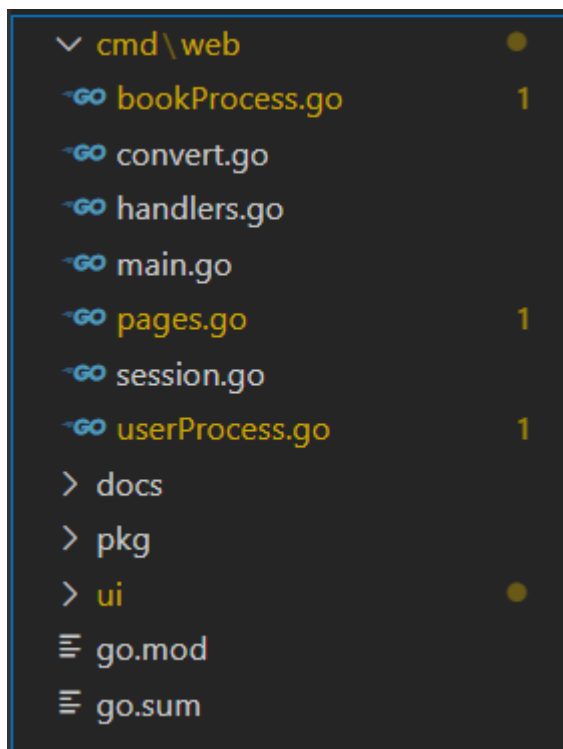 cmd\web
GO bookProcess.go 1
GO convert.go
GO handlers.go
GO main.go
GO pages.go 1
GO session.go
GO userProcess.go 1
docs
pkg
ui
go.mod
go.sum